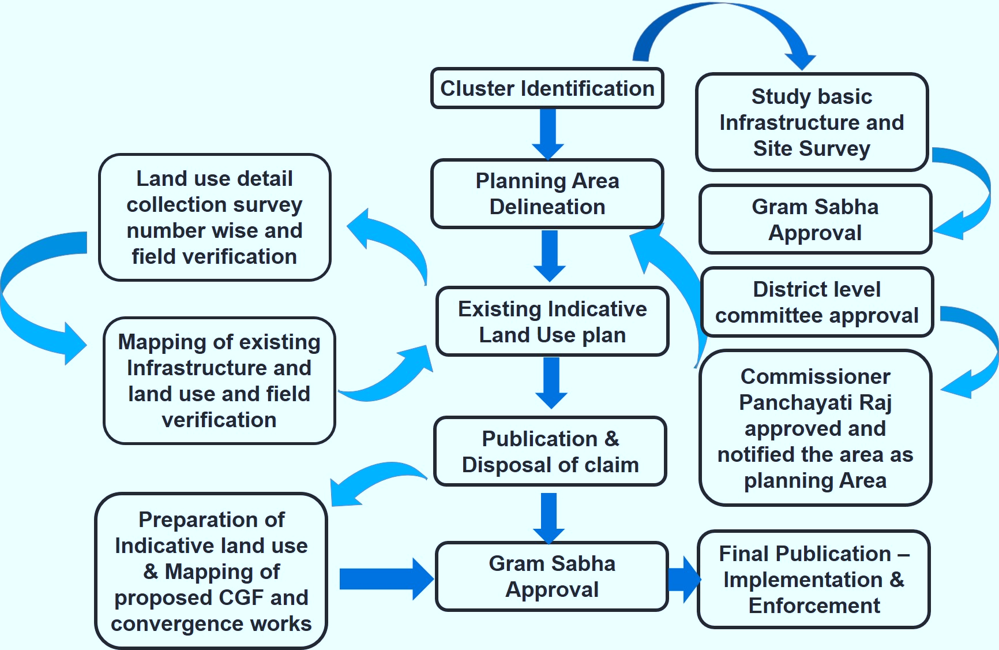 Cluster Identification
Study basic
Infrastructure and
Site Survey
Planning Area
Delineation
Gram Sabha
Approval
Land use detail
collection survey
number wise and
field verification
District level
committee approval
Existing Indicative
Land Use plan
Mapping of existing
Infrastructure and
land use and field
verification
Commissioner
Panchayati Raj
approved and
notified the area as
planning Area
Publication &
Disposal of claim
Preparation of
Indicative land use
& Mapping of
proposed CGF and
convergence works
Gram Sabha
Approval
Final Publication –
Implementation &
Enforcement